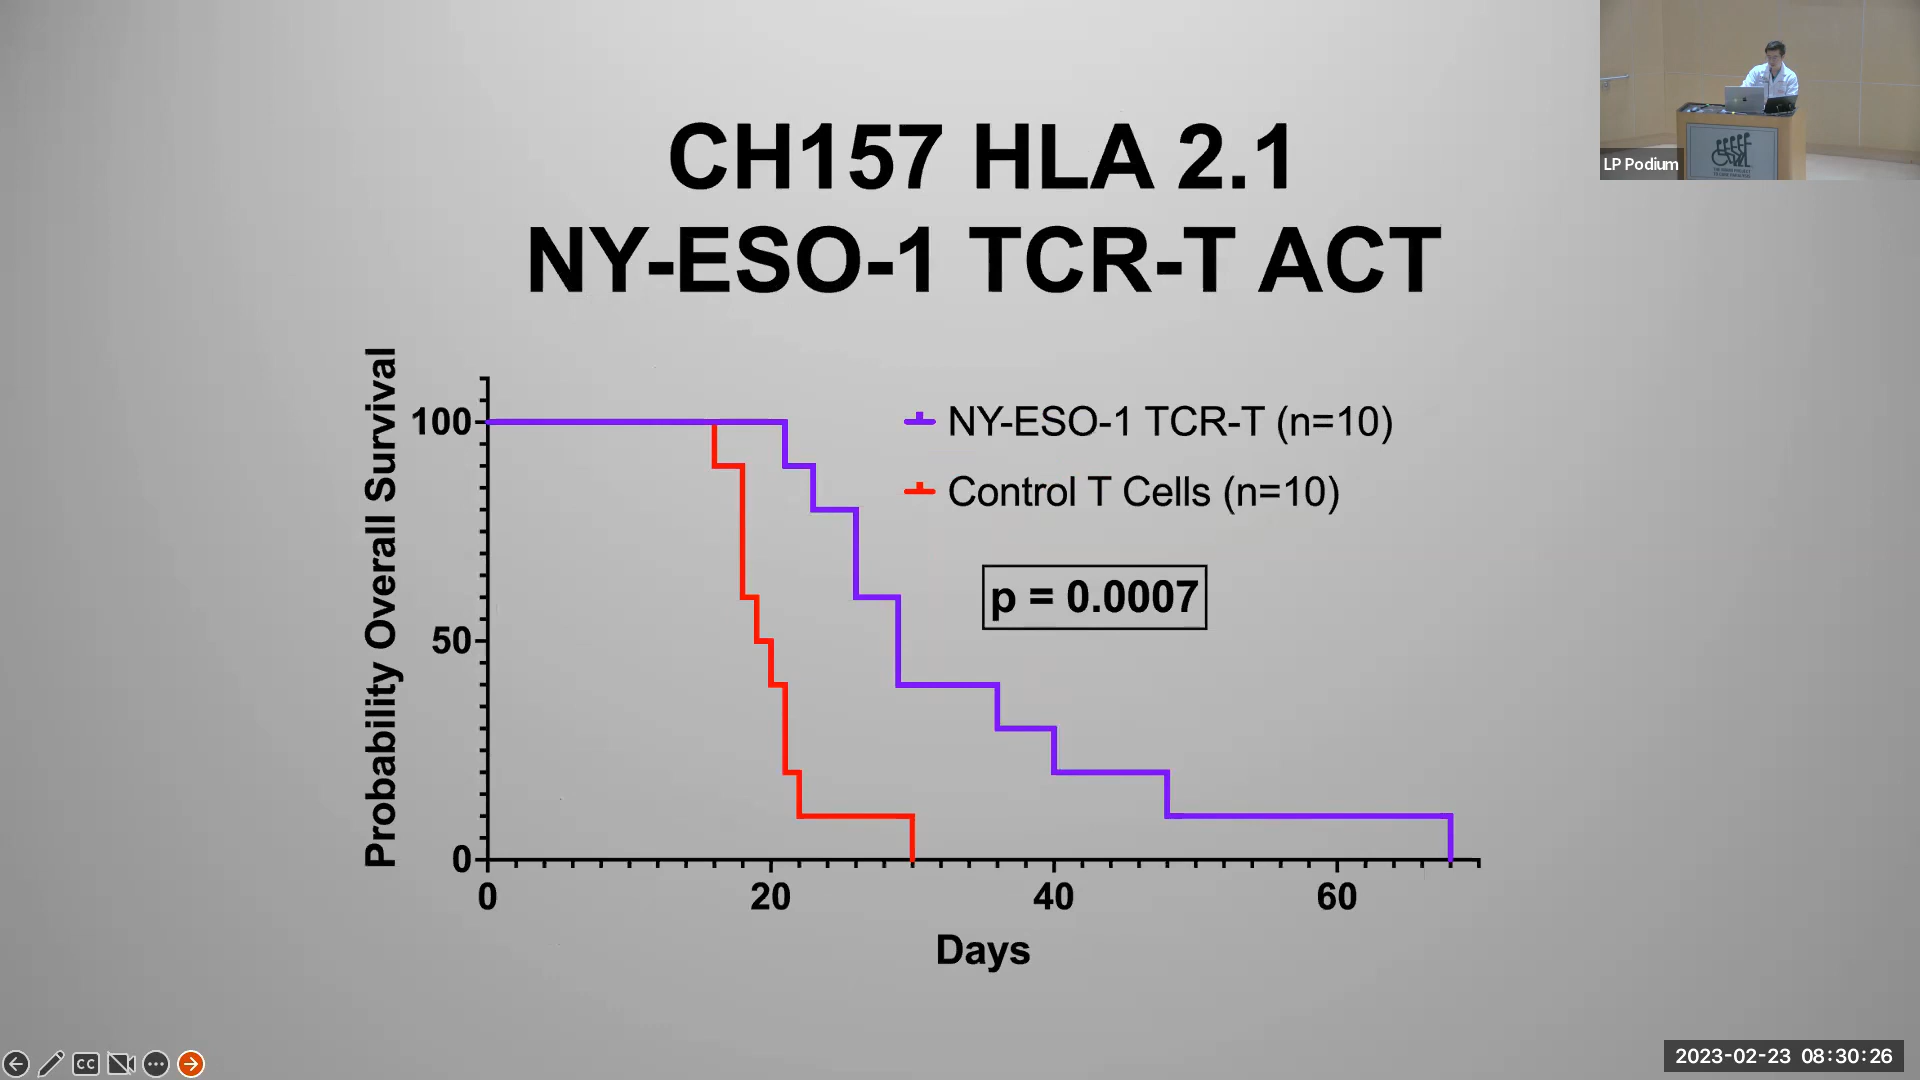 CH157 HLA 2.1
NY-ESO-1 TCR-T ACT
LP Podium
Probability Overall Survival
100
50
0
NY-ESO-1 TCR-T (n=10)
Control T Cells (n=10)
p = 0.0007
0 20 40 60
Days
CC
2023-02-23 08:30:26